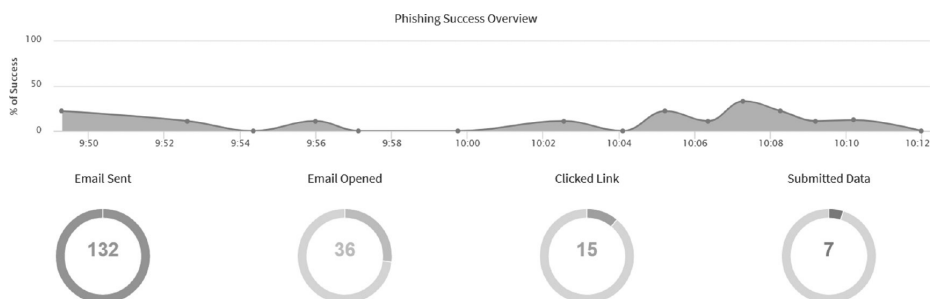 Phishing Success Overview
% of Success
100
50
0
9:50 9:52 9:54 9:56 9:58 10:00 10:02 10:04 10:06 10:08 10:10 10:12
Email Sent Email Opened Clicked Link Submitted Data
132 36 15 7